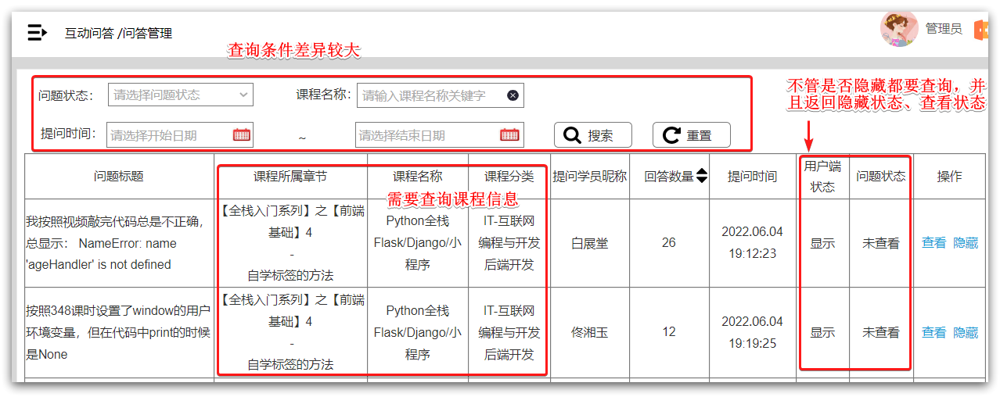 互动问答 /问答管理
管理员
查询条件差异较大
不管是否隐藏都要查询，并
且返回隐藏状态、查看状态
问题状态：
请选择问题状态
课程名称：
请输入课程名称关键字
提问时间：
请选择开始日期
~
请选择结束日期
搜索
重置
问题标题
课程所属章节
课程名称
课程分类
提问学员昵称
回答数量
提问时间
用户端
状态
问题状态
操作
需要查询课程信息
我按照视频敲完代码总是不正确，
总显示： NameError: name
'ageHandler' is not defined
【全栈入门系列】之【前端
基础】4
-
自学标签的方法
Python全栈
Flask/Django/小
程序
IT-互联网
编程与开发
后端开发
白展堂
26
2022.06.04
19:12:23
显示
未查看
查看 隐藏
按照348课时设置了window的用户
环境变量，但在代码中print的时候
是None
【全栈入门系列】之【前端
基础】4
-
自学标签的方法
Python全栈
Flask/Django/小
程序
IT-互联网
编程与开发
后端开发
佟湘玉
12
2022.06.04
19:19:25
显示
未查看
查看 隐藏